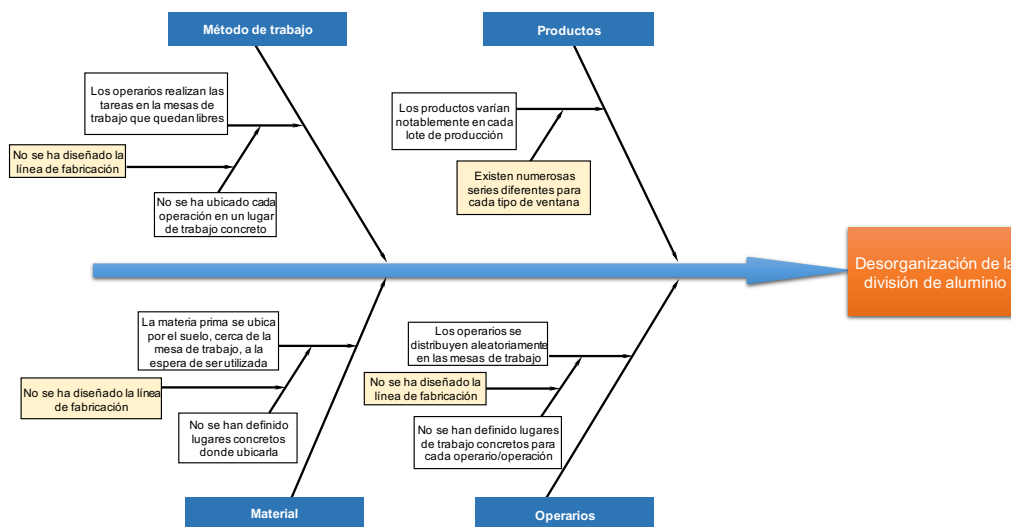 Método de trabajo
Productos
Los operarios realizan las
tareas en la mesas de
trabajo que quedan libres
Los productos varían
notablemente en cada
lote de producción
No se ha diseñado la
línea de fabricación
Existen numerosas
series diferentes para
cada tipo de ventana
No se ha ubicado cada
operación en un lugar
de trabajo concreto
Desorganización de la
división de aluminio
La materia prima se ubica
por el suelo, cerca de la
mesa de trabajo, a la
espera de ser utilizada
Los operarios se
distribuyen aleatoriamente
en las mesas de trabajo
No se ha diseñado la línea
de fabricación
No se ha diseñado la
línea de fabricación
No se han definido
lugares concretos
donde ubicarla
No se han definido lugares
de trabajo concretos para
cada operario/operación
Material
Operarios